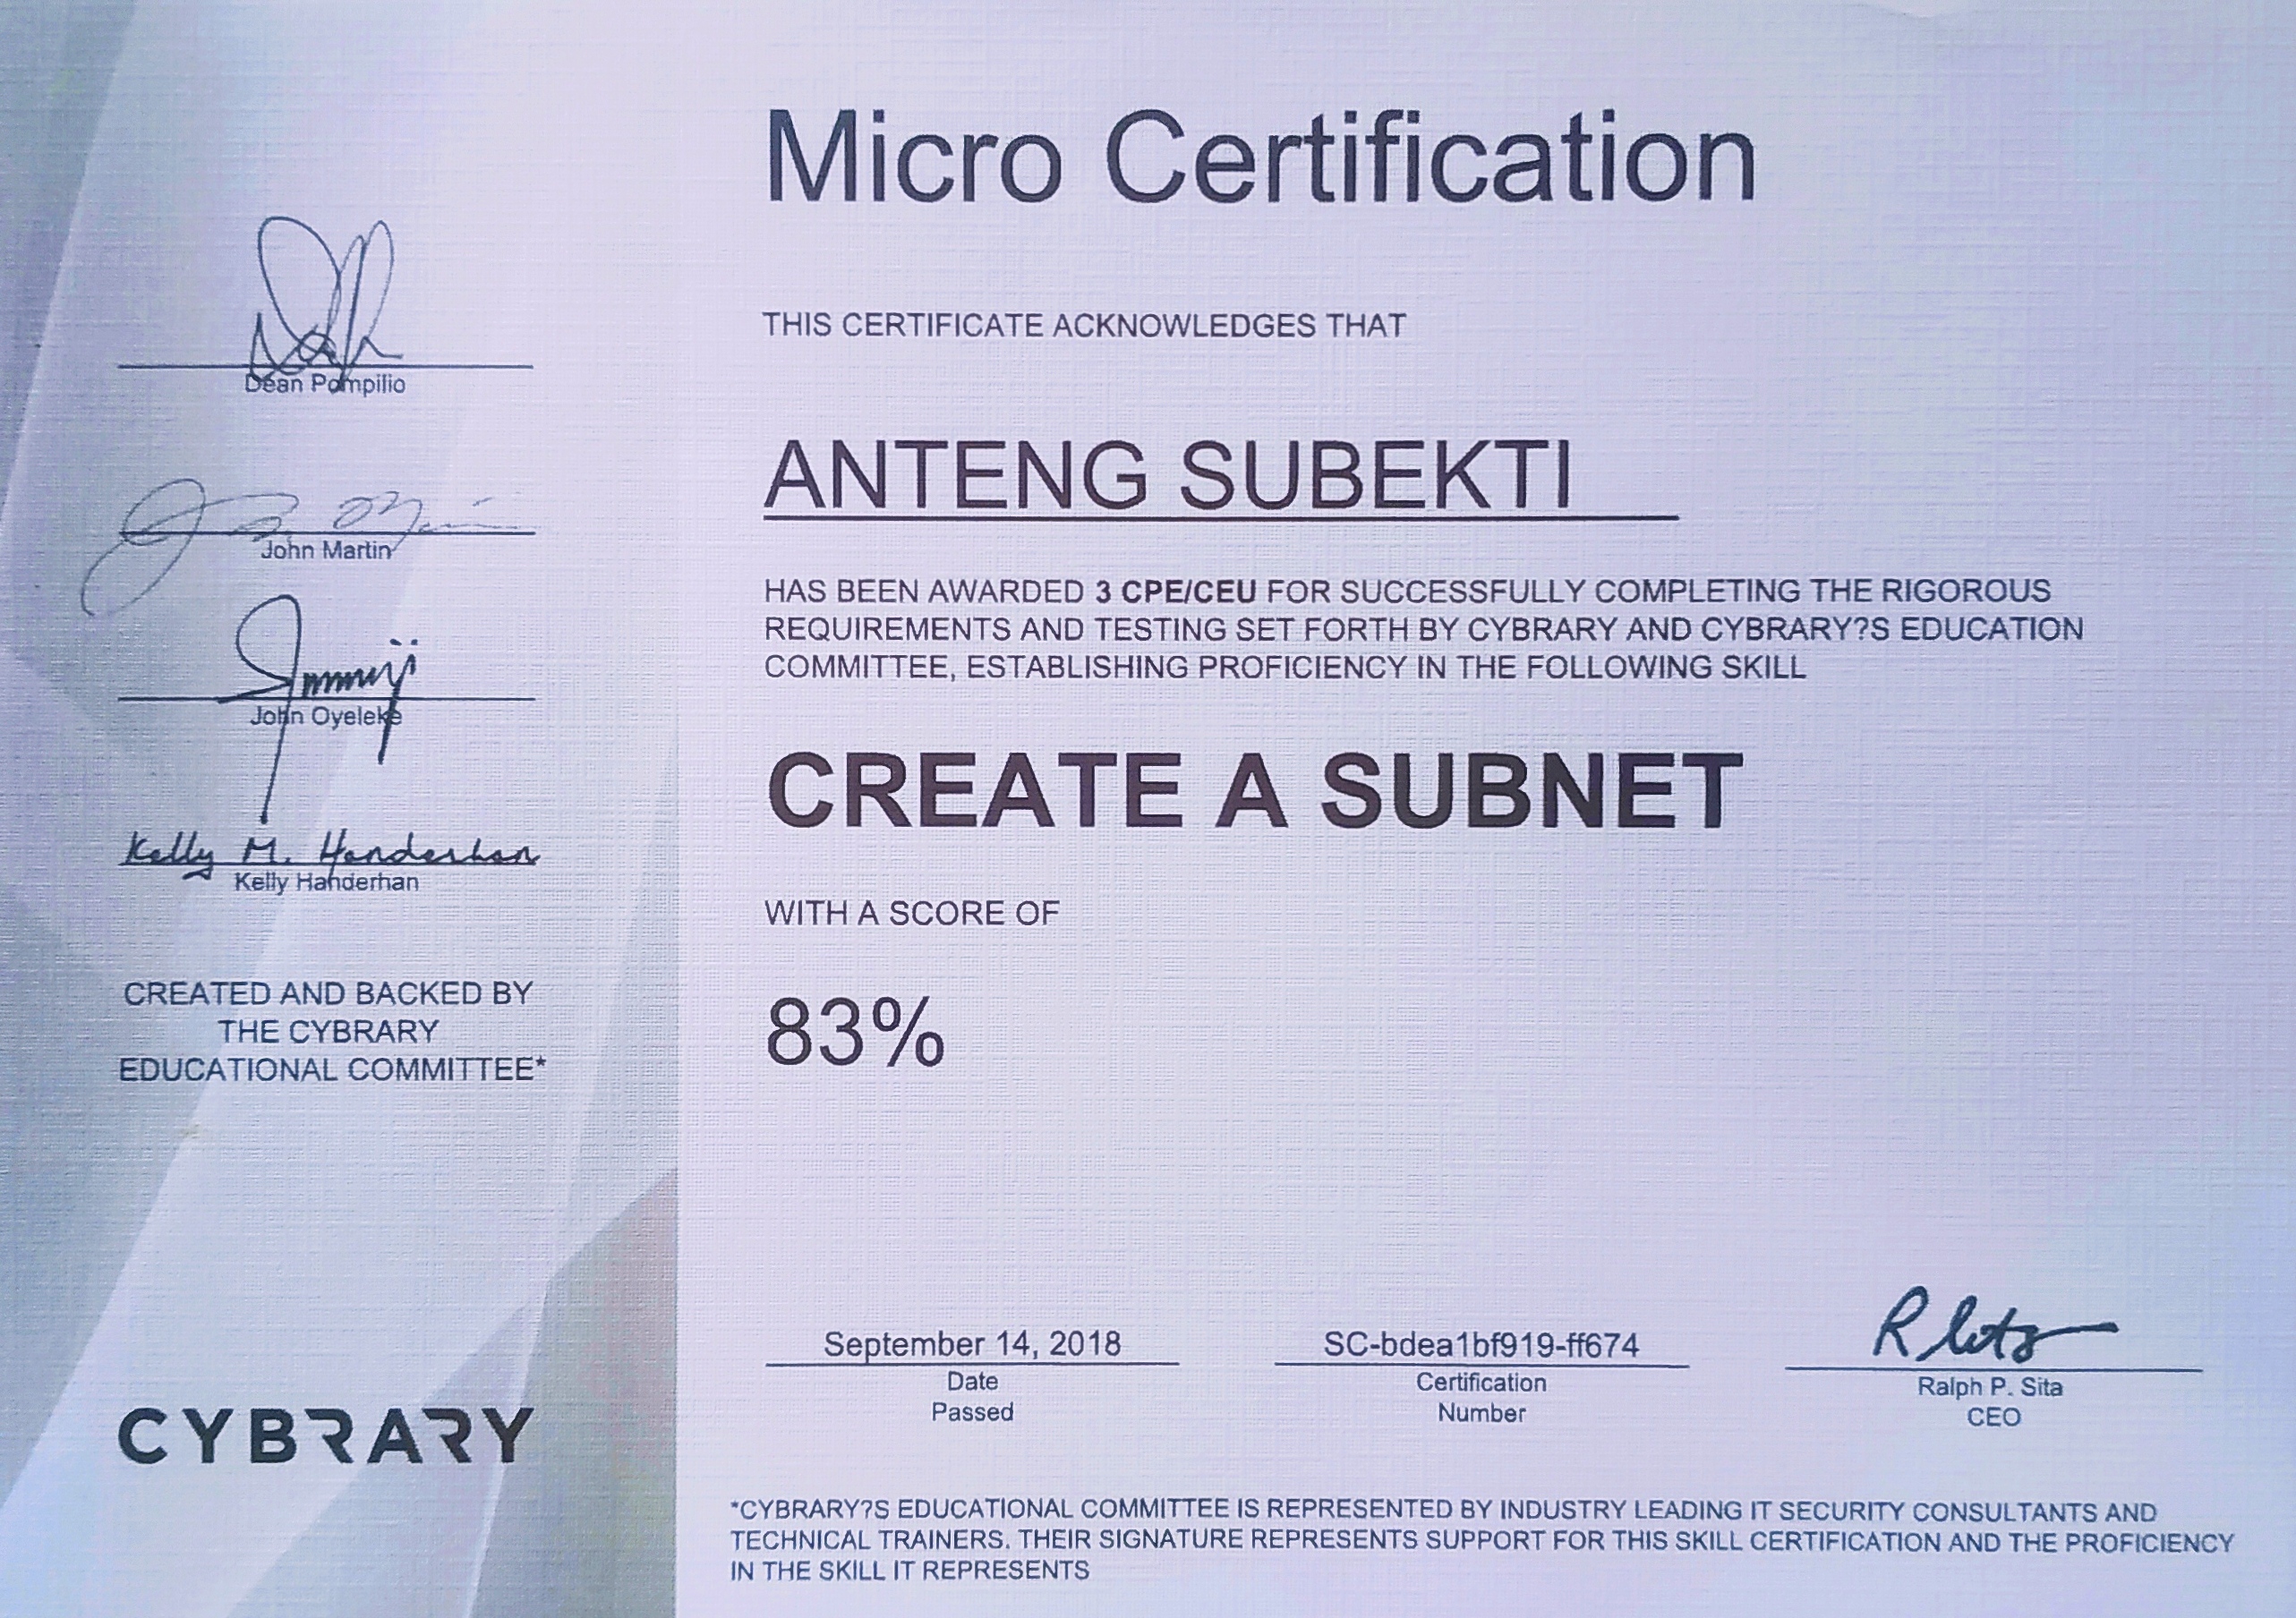 Micro Certification
THIS CERTIFICATE ACKNOWLEDGES THAT
ANTENG SUBEKTI
HAS BEEN AWARDED 3 CPE/CEU FOR SUCCESSFULLY COMPLETING THE RIGOROUS
REQUIREMENTS AND TESTING SET FORTH BY CYBRARY AND CYBRARY?S EDUCATION
COMMITTEE, ESTABLISHING PROFICIENCY IN THE FOLLOWING SKILL
CREATE A SUBNET
WITH A SCORE OF
83%
Dean Pompilio
John Martin
John Oyeleke
Kelly M. Handerhan
Kelly Handerhan
CREATED AND BACKED BY
THE CYBRARY
EDUCATIONAL COMMITTEE*
CYBRARY
September 14, 2018
Date
Passed
SC-bdea1bf919-ff674
Certification
Number
Ralph P. Sita
CEO
*CYBRARY?S EDUCATIONAL COMMITTEE IS REPRESENTED BY INDUSTRY LEADING IT SECURITY CONSULTANTS AND
TECHNICAL TRAINERS. THEIR SIGNATURE REPRESENTS SUPPORT FOR THIS SKILL CERTIFICATION AND THE PROFICIENCY
IN THE SKILL IT REPRESENTS